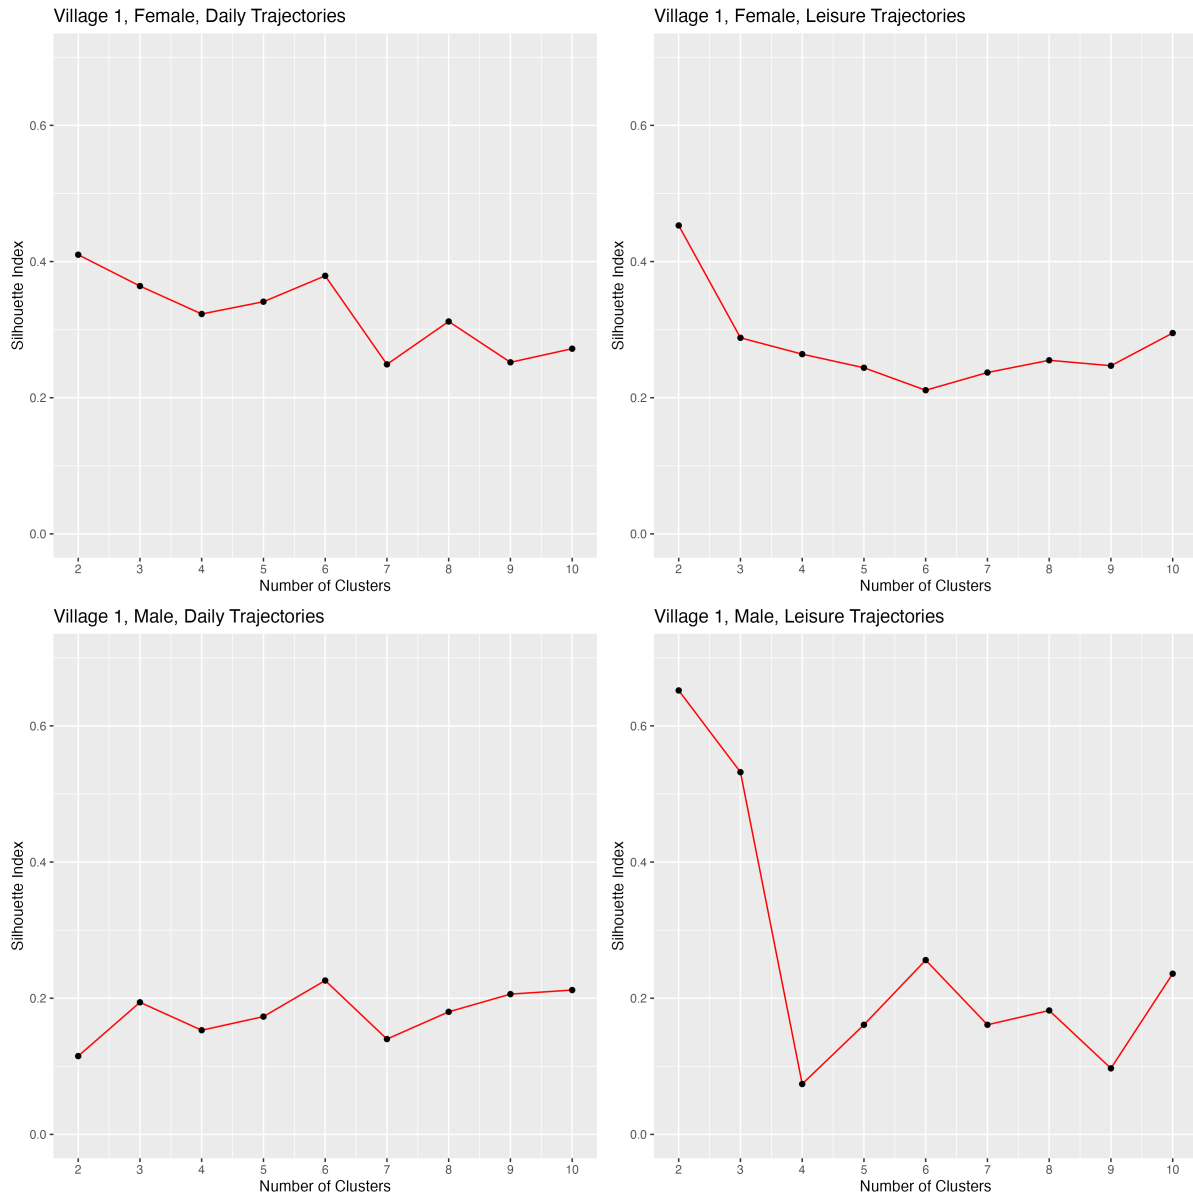 Village 1, Female, Daily Trajectories
Silhouette Index
0.6
0.4
0.2
0.0
2 3 4 5 6 7 8 9 10
Number of Clusters
Village 1, Female, Leisure Trajectories
Silhouette Index
0.6
0.4
0.2
0.0
2 3 4 5 6 7 8 9 10
Number of Clusters
Village 1, Male, Daily Trajectories
Silhouette Index
0.6
0.4
0.2
0.0
2 3 4 5 6 7 8 9 10
Number of Clusters
Village 1, Male, Leisure Trajectories
Silhouette Index
0.6
0.4
0.2
0.0
2 3 4 5 6 7 8 9 10
Number of Clusters